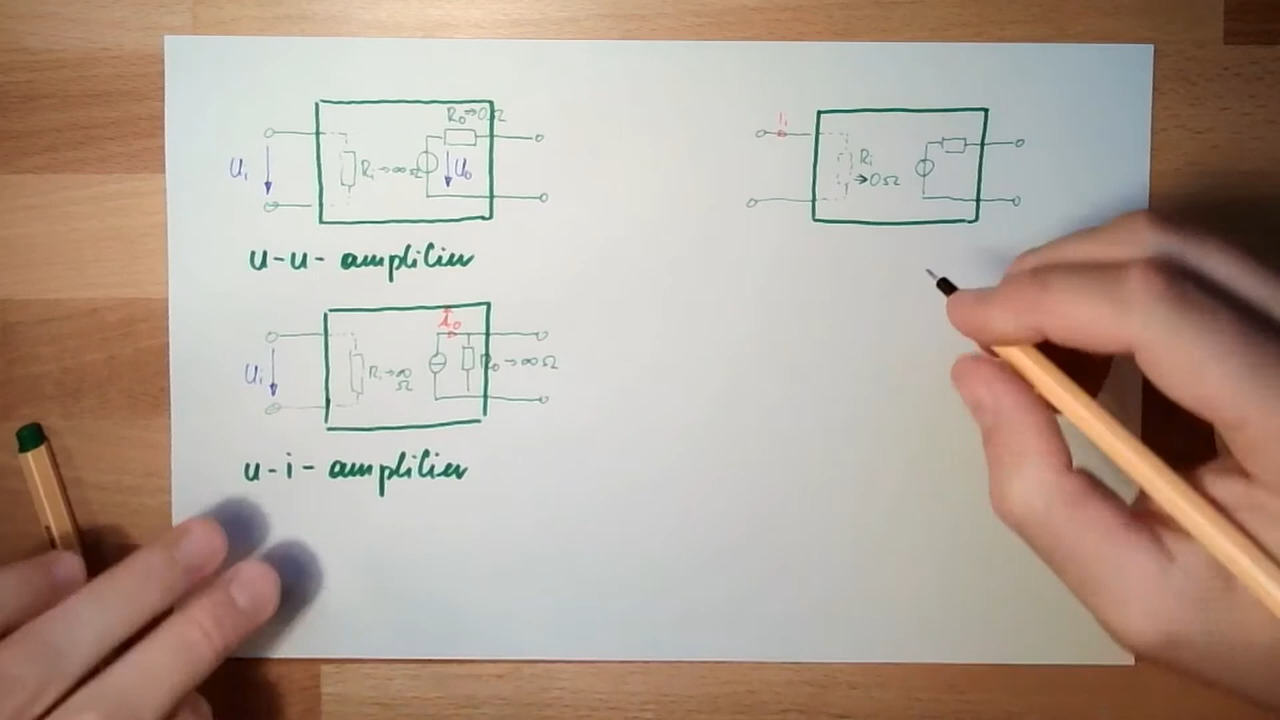 R₀→0Ω
Uᵢ
Rᵢ→∞Ω
U₀
u-u-amplifier
i₀
Uᵢ
Rᵢ→∞
Ω
R₀→∞Ω
u-i-amplifier
Iᵢ
Rᵢ
→0Ω